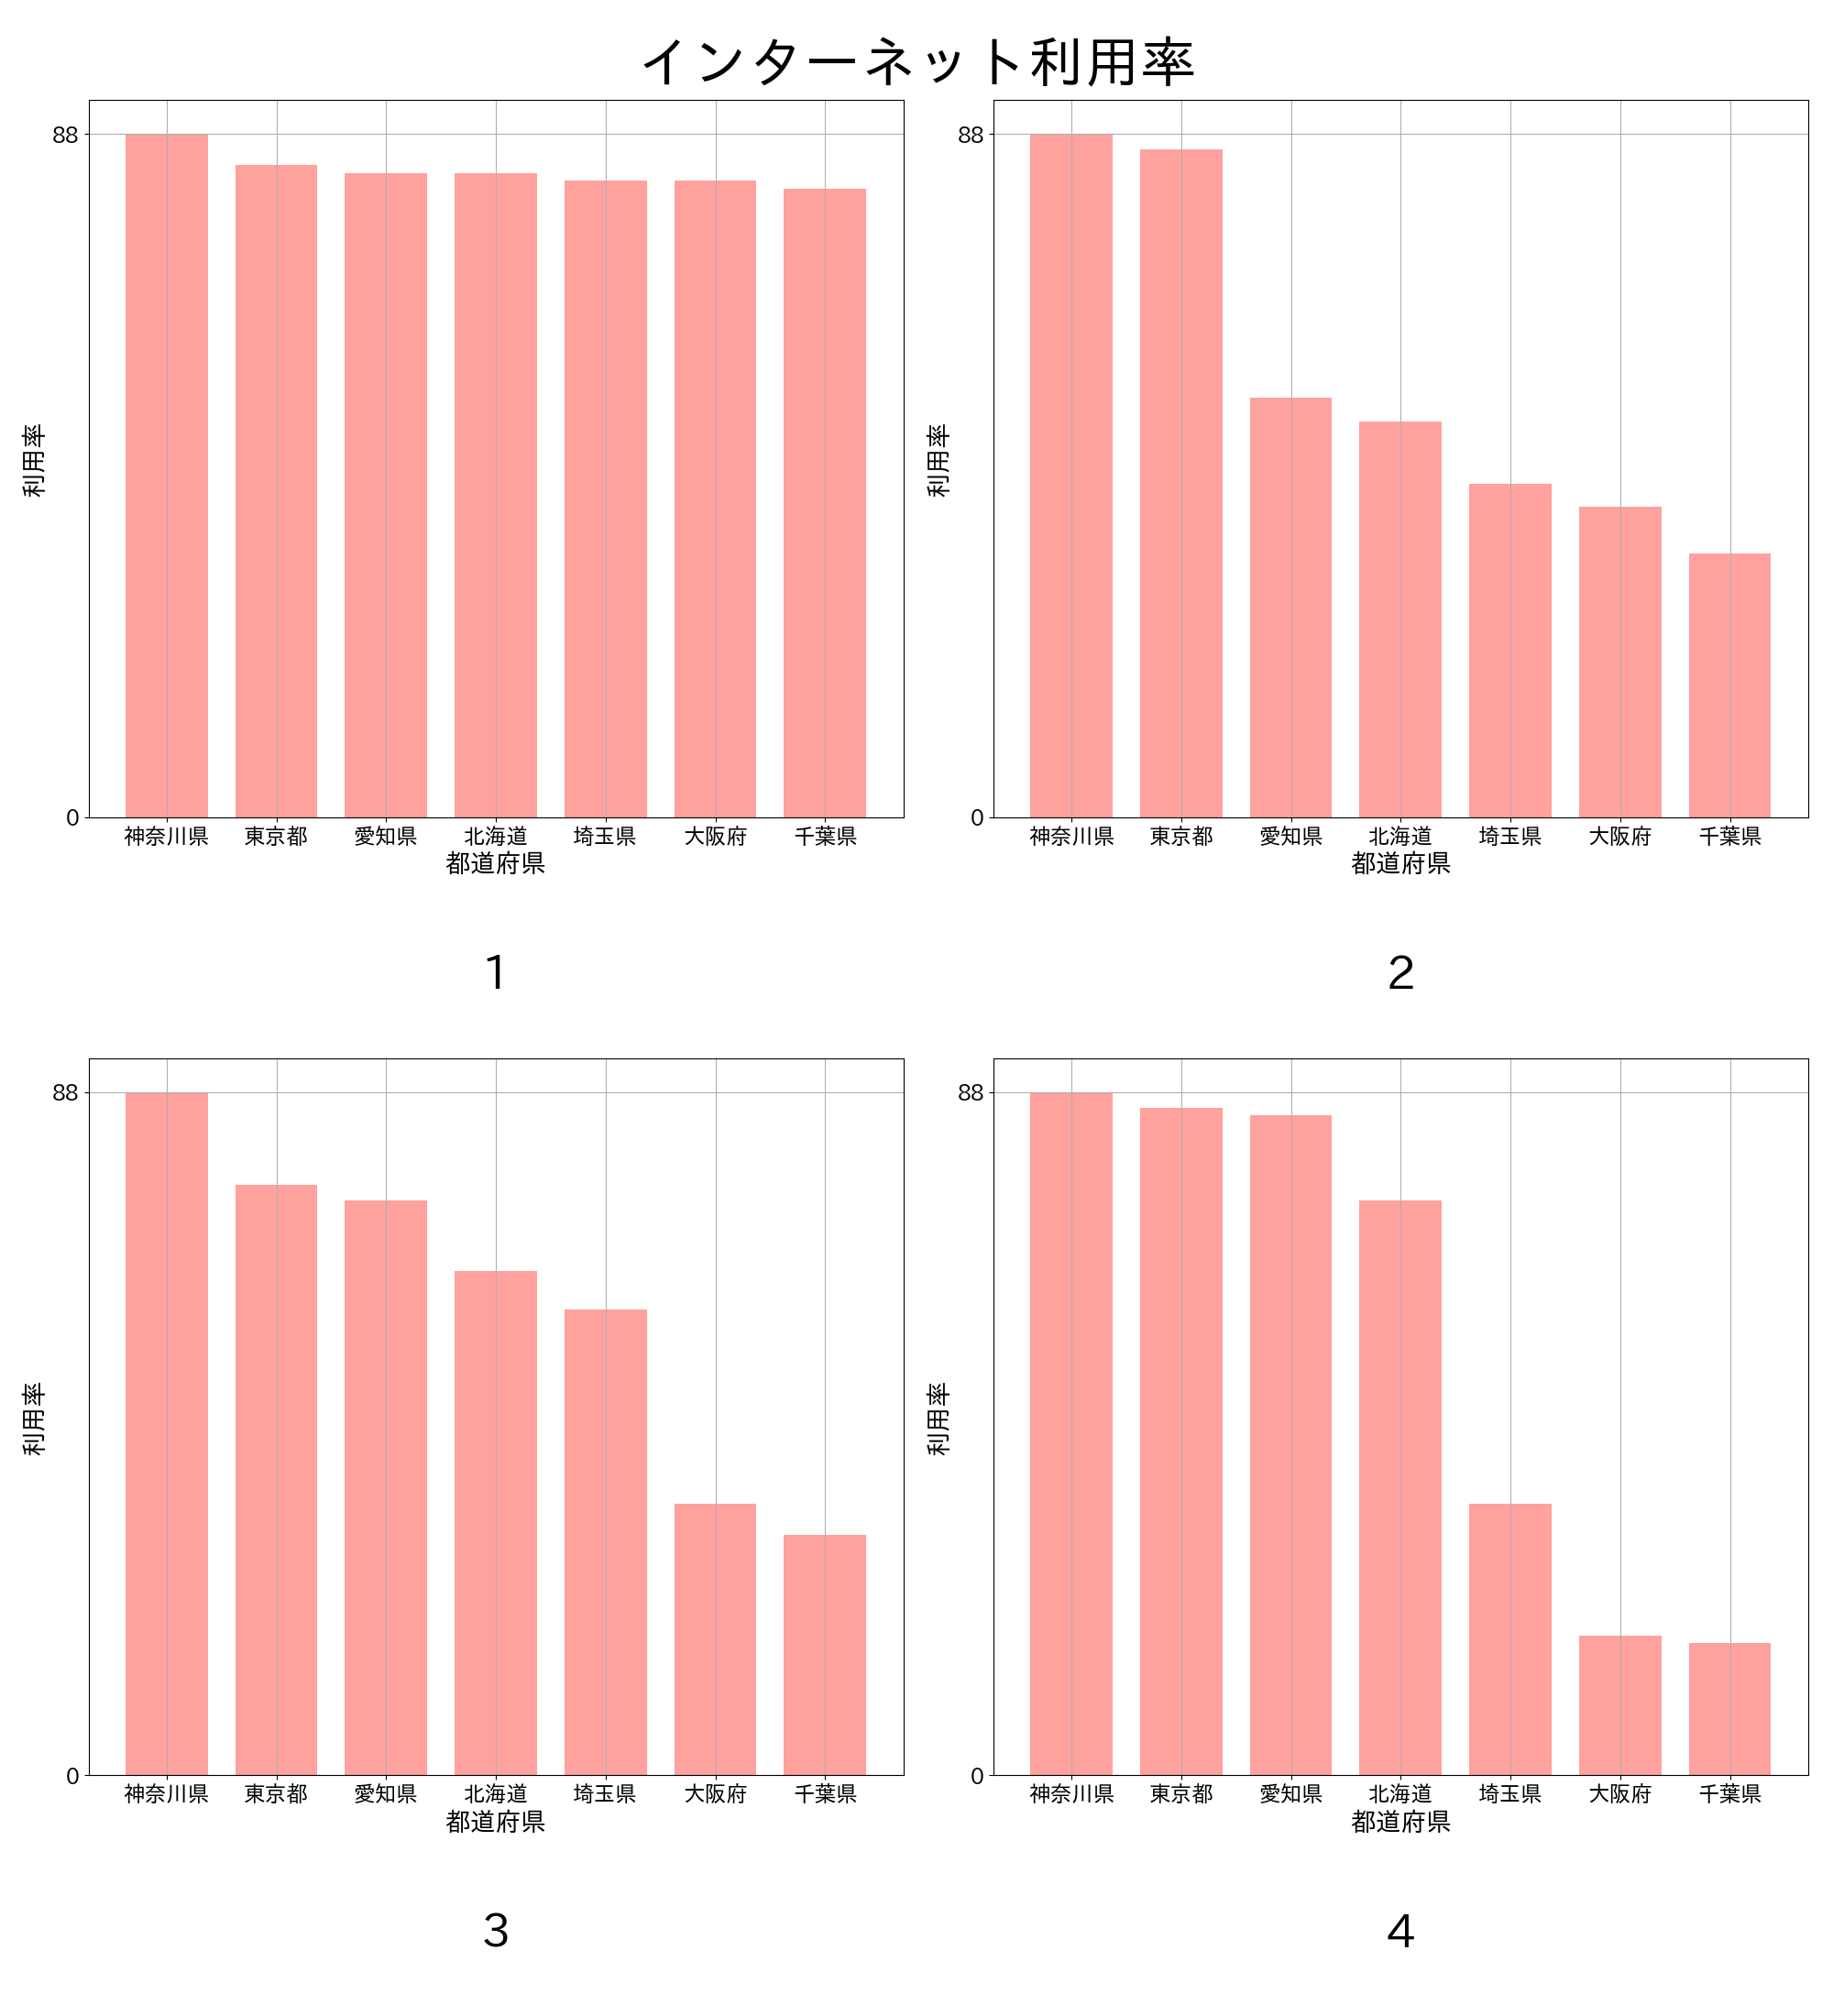 インターネット利用率
88
0
利用率
神奈川県 東京都 愛知県 北海道 埼玉県 大阪府 千葉県
都道府県
1
88
0
利用率
神奈川県 東京都 愛知県 北海道 埼玉県 大阪府 千葉県
都道府県
2
88
0
利用率
神奈川県 東京都 愛知県 北海道 埼玉県 大阪府 千葉県
都道府県
3
88
0
利用率
神奈川県 東京都 愛知県 北海道 埼玉県 大阪府 千葉県
都道府県
4